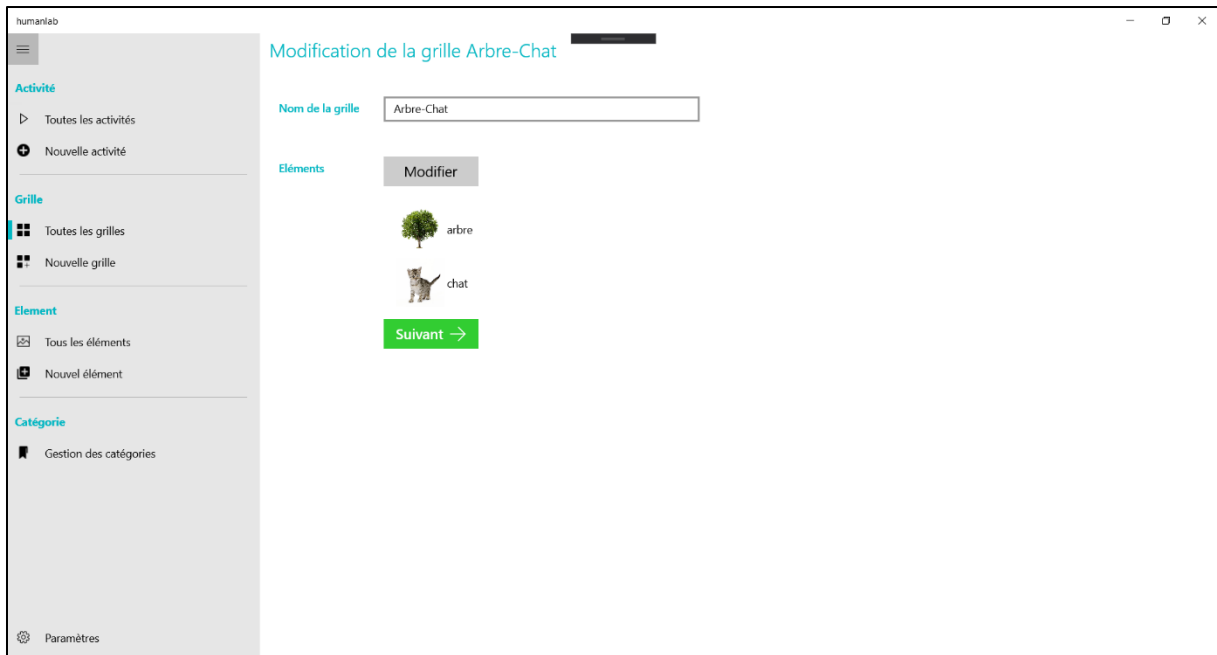 humanlab
Modification de la grille Arbre-Chat
Activité
Toutes les activités
Nouvelle activité
Grille
Toutes les grilles
Nouvelle grille
Element
Tous les éléments
Nouvel élément
Catégorie
Gestion des catégories
Paramètres
Nom de la grille
Arbre-Chat
Eléments
Modifier
arbre
chat
Suivant